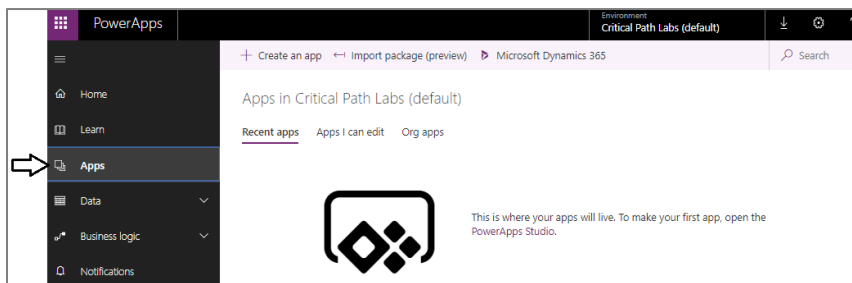 PowerApps
Environment
Critical Path Labs (default)
Create an app
Import package (preview)
Microsoft Dynamics 365
Search
Home
Learn
Apps
Data
Business logic
Notifications
Apps in Critical Path Labs (default)
Recent apps
Apps I can edit
Org apps
This is where your apps will live. To make your first app, open the
PowerApps Studio.